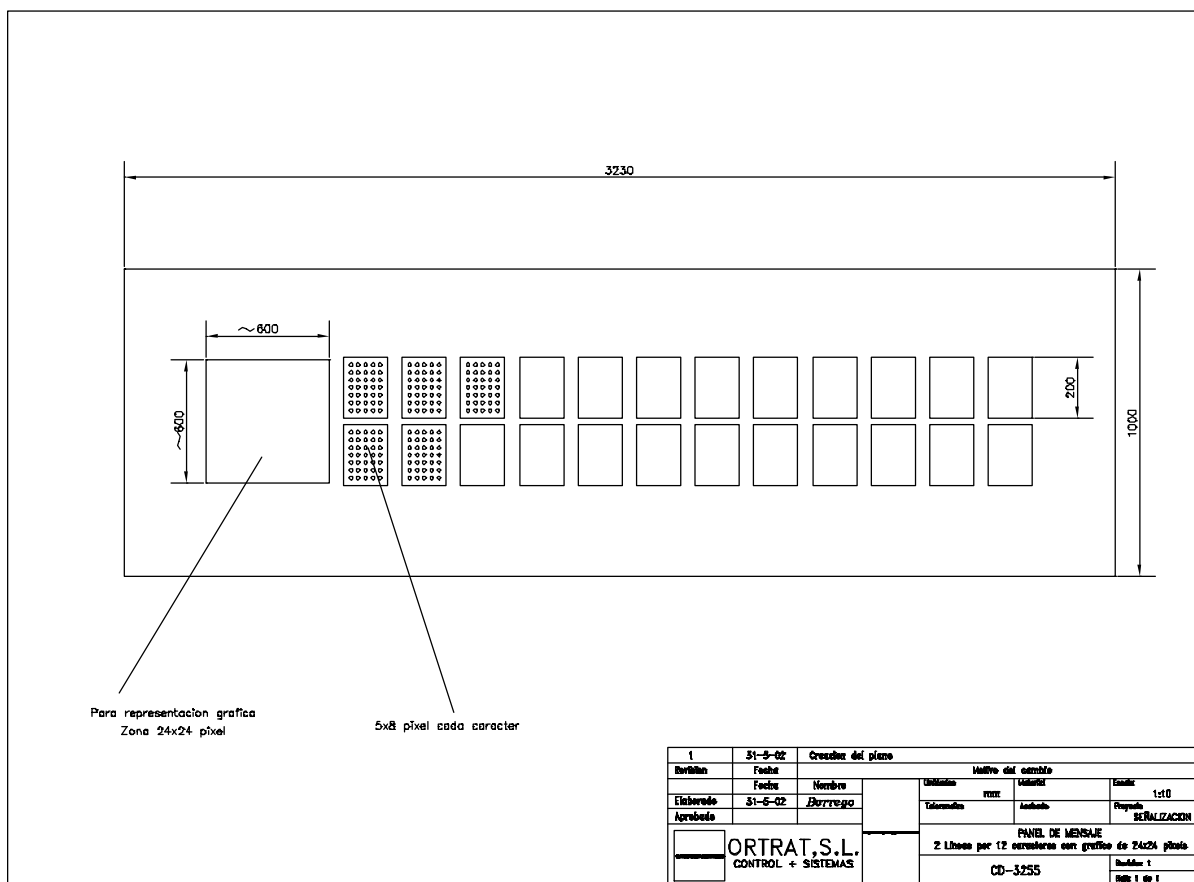 3230
~600
~600
200
1000
Para representacion grafica
Zona 24x24 pixel
5x8 pixel cada caracter
1 31-5-02 Creacion del plano
Revision Fecha Motivo del cambio
Fecha Nombre
Unidades mm Material Escala 1:10
Elaborado 31-5-02 Borrego
Tolerancias Acabado Proyecto SEÑALIZACION
Aprobado
ORTRAT,S.L.
CONTROL + SISTEMAS
PANEL DE MENSAJE
2 Lineas por 12 caracteres con grafico de 24x24 pixels
CD-3255
Revision: 1
Hoja: 1 de 1